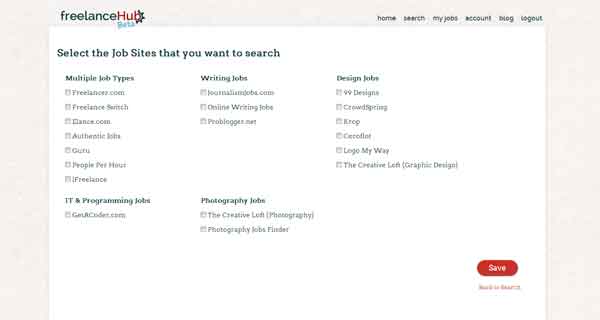 freelanceHub
Beta
home search my jobs account blog logout
Select the Job Sites that you want to search
Multiple Job Types
Freelancer.com
Freelance Switch
Elance.com
Authentic Jobs
Guru
People Per Hour
iFreelance
Writing Jobs
JournalismJobs.com
Online Writing Jobs
Problogger.net
Design Jobs
99 Designs
CrowdSpring
Krop
Coroflot
Logo My Way
The Creative Loft (Graphic Design)
IT & Programming Jobs
GetACoder.com
Photography Jobs
The Creative Loft (Photography)
Photography Jobs Finder
Save
Back to Search